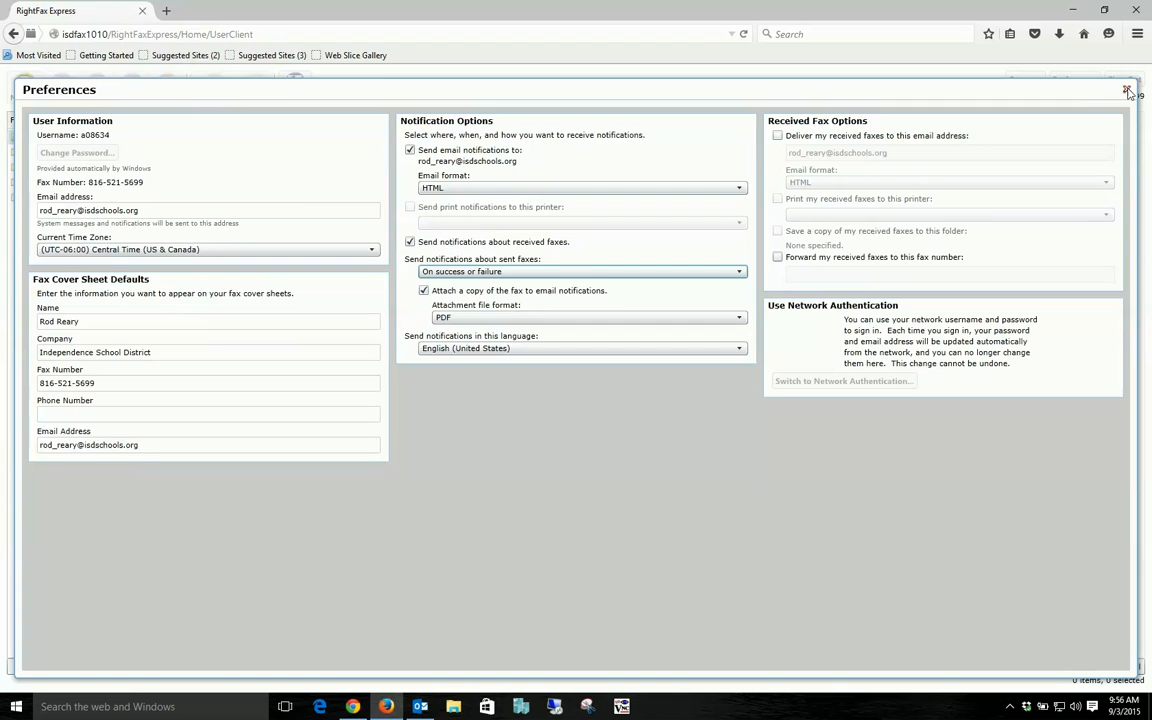 RightFax Express
isdfax1010/RightFaxExpress/Home/UserClient
Search
Most Visited
Getting Started
Suggested Sites (2)
Suggested Sites (3)
Web Slice Gallery
Preferences
User Information
Username: a08634
Change Password...
Provided automatically by Windows
Fax Number: 816-521-5699
Email address:
rod_reary@isdschools.org
System messages and notifications will be sent to this address
Current Time Zone:
(UTC-06:00) Central Time (US & Canada)
Fax Cover Sheet Defaults
Enter the information you want to appear on your fax cover sheets.
Name
Rod Reary
Company
Independence School District
Fax Number
816-521-5699
Phone Number
Email Address
rod_reary@isdschools.org
Notification Options
Select where, when, and how you want to receive notifications.
Send email notifications to:
rod_reary@isdschools.org
Email format:
HTML
Send print notifications to this printer:
Send notifications about received faxes.
Send notifications about sent faxes:
On success or failure
Attach a copy of the fax to email notifications.
Attachment file format:
PDF
Send notifications in this language:
English (United States)
Received Fax Options
Deliver my received faxes to this email address:
rod_reary@isdschools.org
Email format:
HTML
Print my received faxes to this printer:
Save a copy of my received faxes to this folder:
None specified.
Forward my received faxes to this fax number:
Use Network Authentication
You can use your network username and password
to sign in. Each time you sign in, your password
and email address will be updated automatically
from the network, and you can no longer change
them here. This change cannot be undone.
Switch to Network Authentication...
0 items, 0 selected
Search the web and Windows
9:56 AM
9/3/2015